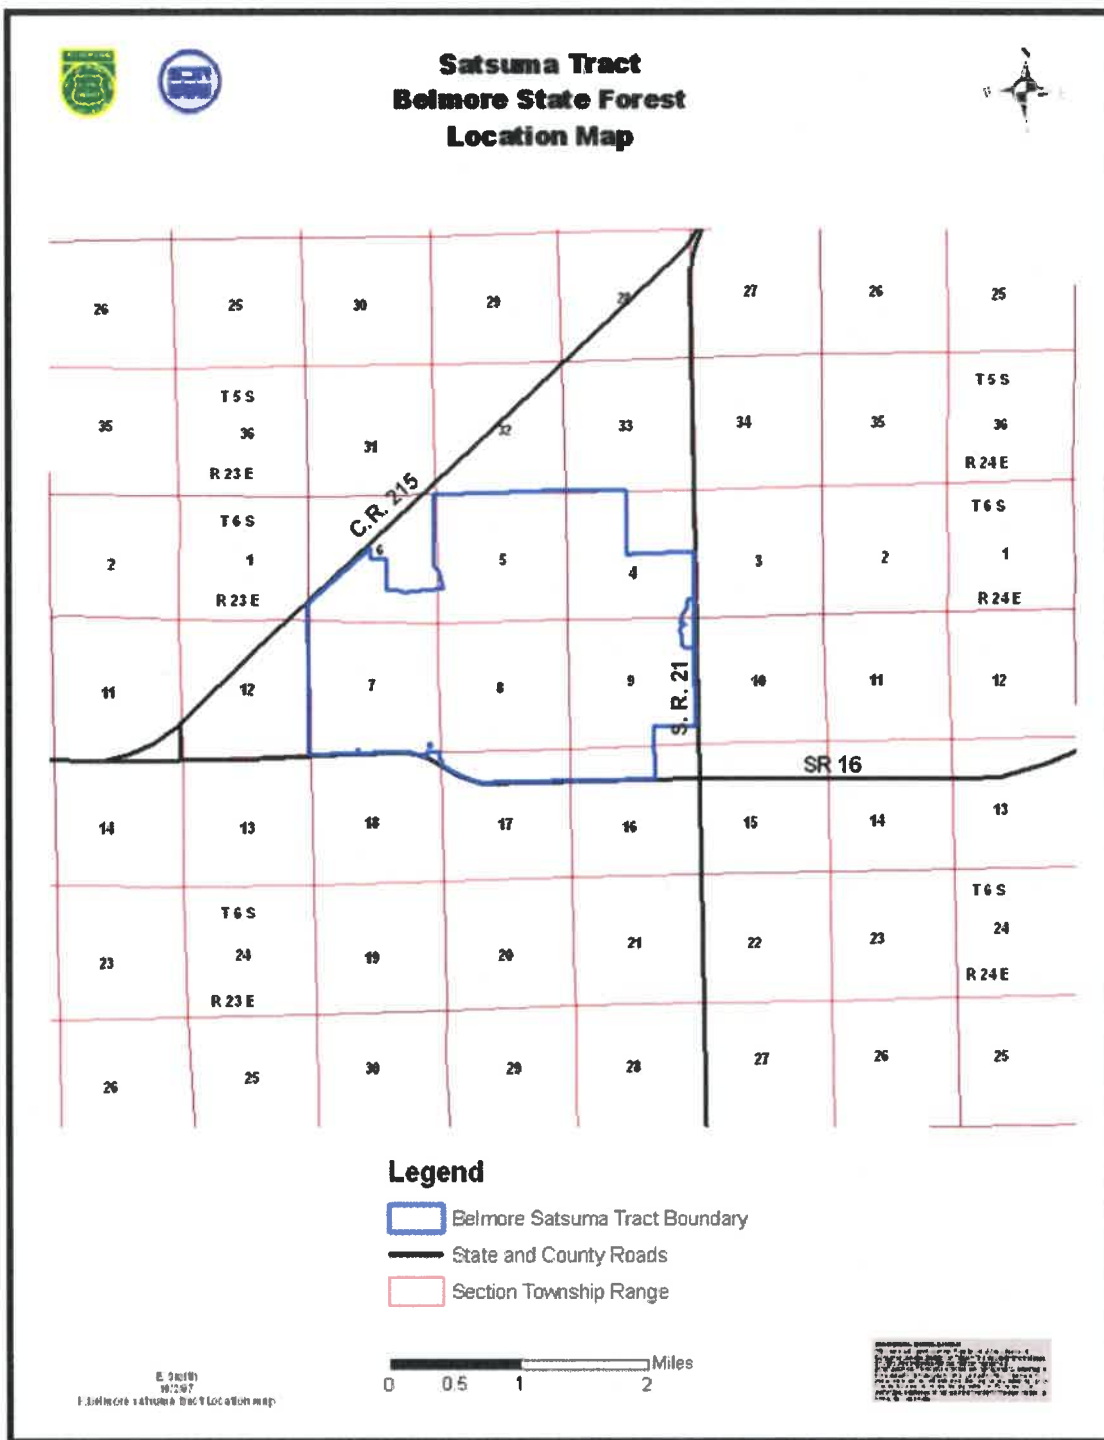 Satsuma Tract
Belmore State Forest
Location Map
26 25 30 29 28 27 26 25
T 5 S T 5 S
35 36 31 32 33 34 35 36
R 23 E R 24 E
C.R. 215
T 6 S T 6 S
2 1 6 5 4 3 2 1
R 23 E R 24 E
11 12 7 8 9 10 11 12
S. R. 21
SR 16
14 13 18 17 16 15 14 13
T 6 S T 6 S
23 24 19 20 21 22 23 24
R 23 E R 24 E
26 25 30 29 28 27 26 25
Legend
Belmore Satsuma Tract Boundary
State and County Roads
Section Township Range
Miles
0 0.5 1 2
E. Smith